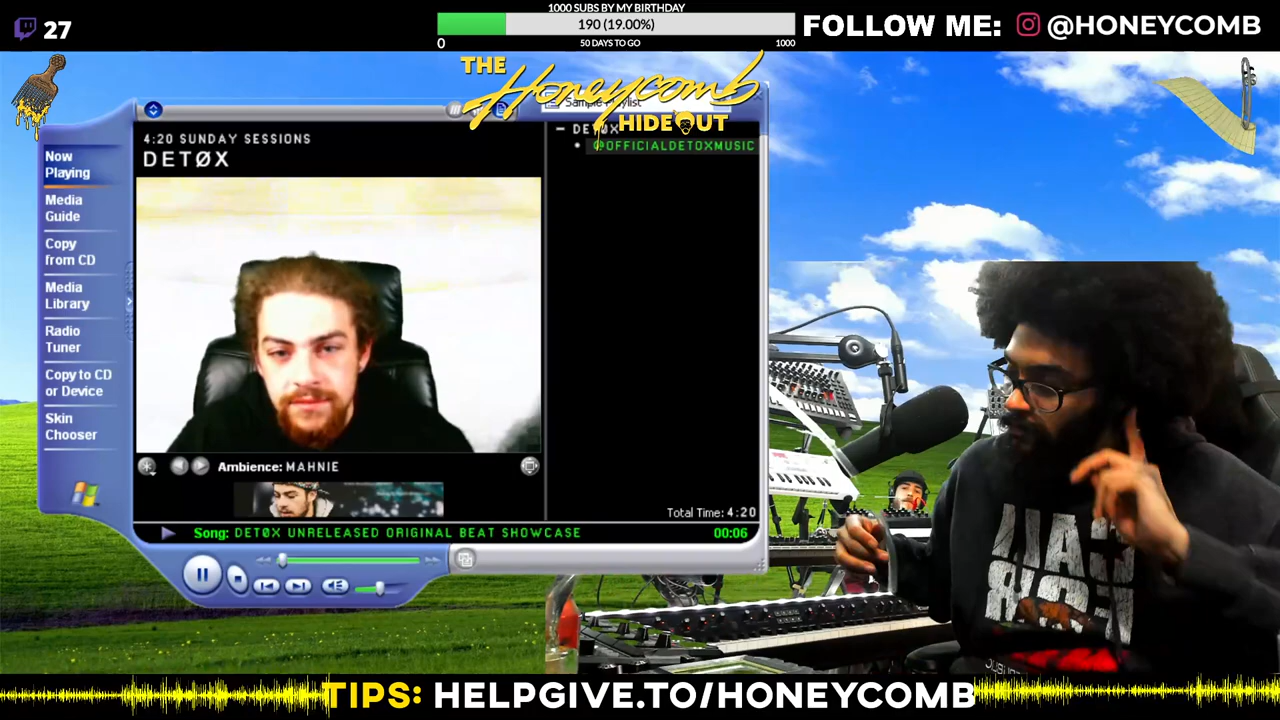 27
1000 SUBS BY MY BIRTHDAY
190 (19.00%)
0
50 DAYS TO GO
1000
FOLLOW ME: @HONEYCOMB
THE
Honeycomb
HIDEOUT
Sample Playlist
4:20 SUNDAY SESSIONS
DETØX
DETØX
@OFFICIALDETOXMUSIC
Now
Playing
Media
Guide
Copy
from CD
Media
Library
Radio
Tuner
Copy to CD
or Device
Skin
Chooser
Ambience: MAHNIE
Total Time: 4:20
Song: DETØX UNRELEASED ORIGINAL BEAT SHOWCASE
00:06
TIPS: HELPGIVE.TO/HONEYCOMB